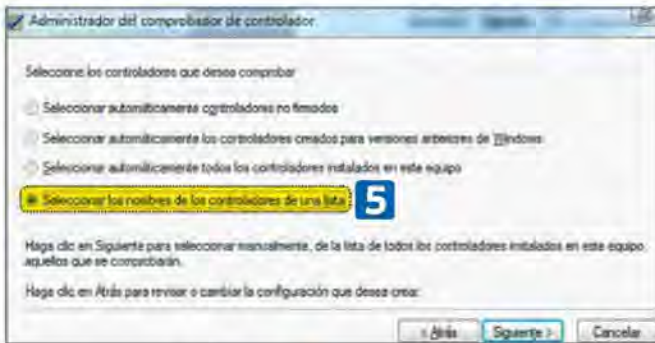 Administrador del comprobador de controlador
Seleccione los controladores que desea comprobar
Seleccionar automáticamente controladores no firmados
Seleccionar automáticamente los controladores creados para versiones anteriores de Windows
Seleccionar automáticamente todos los controladores instalados en este equipo
Seleccionar los nombres de los controladores de una lista
5
Haga clic en Siguiente para seleccionar manualmente, de la lista de todos los controladores instalados en este equipo,
aquellos que se comprobarán.
Haga clic en Atrás para revisar o cambiar la configuración que desea crear.
< Atrás Siguiente > Cancelar